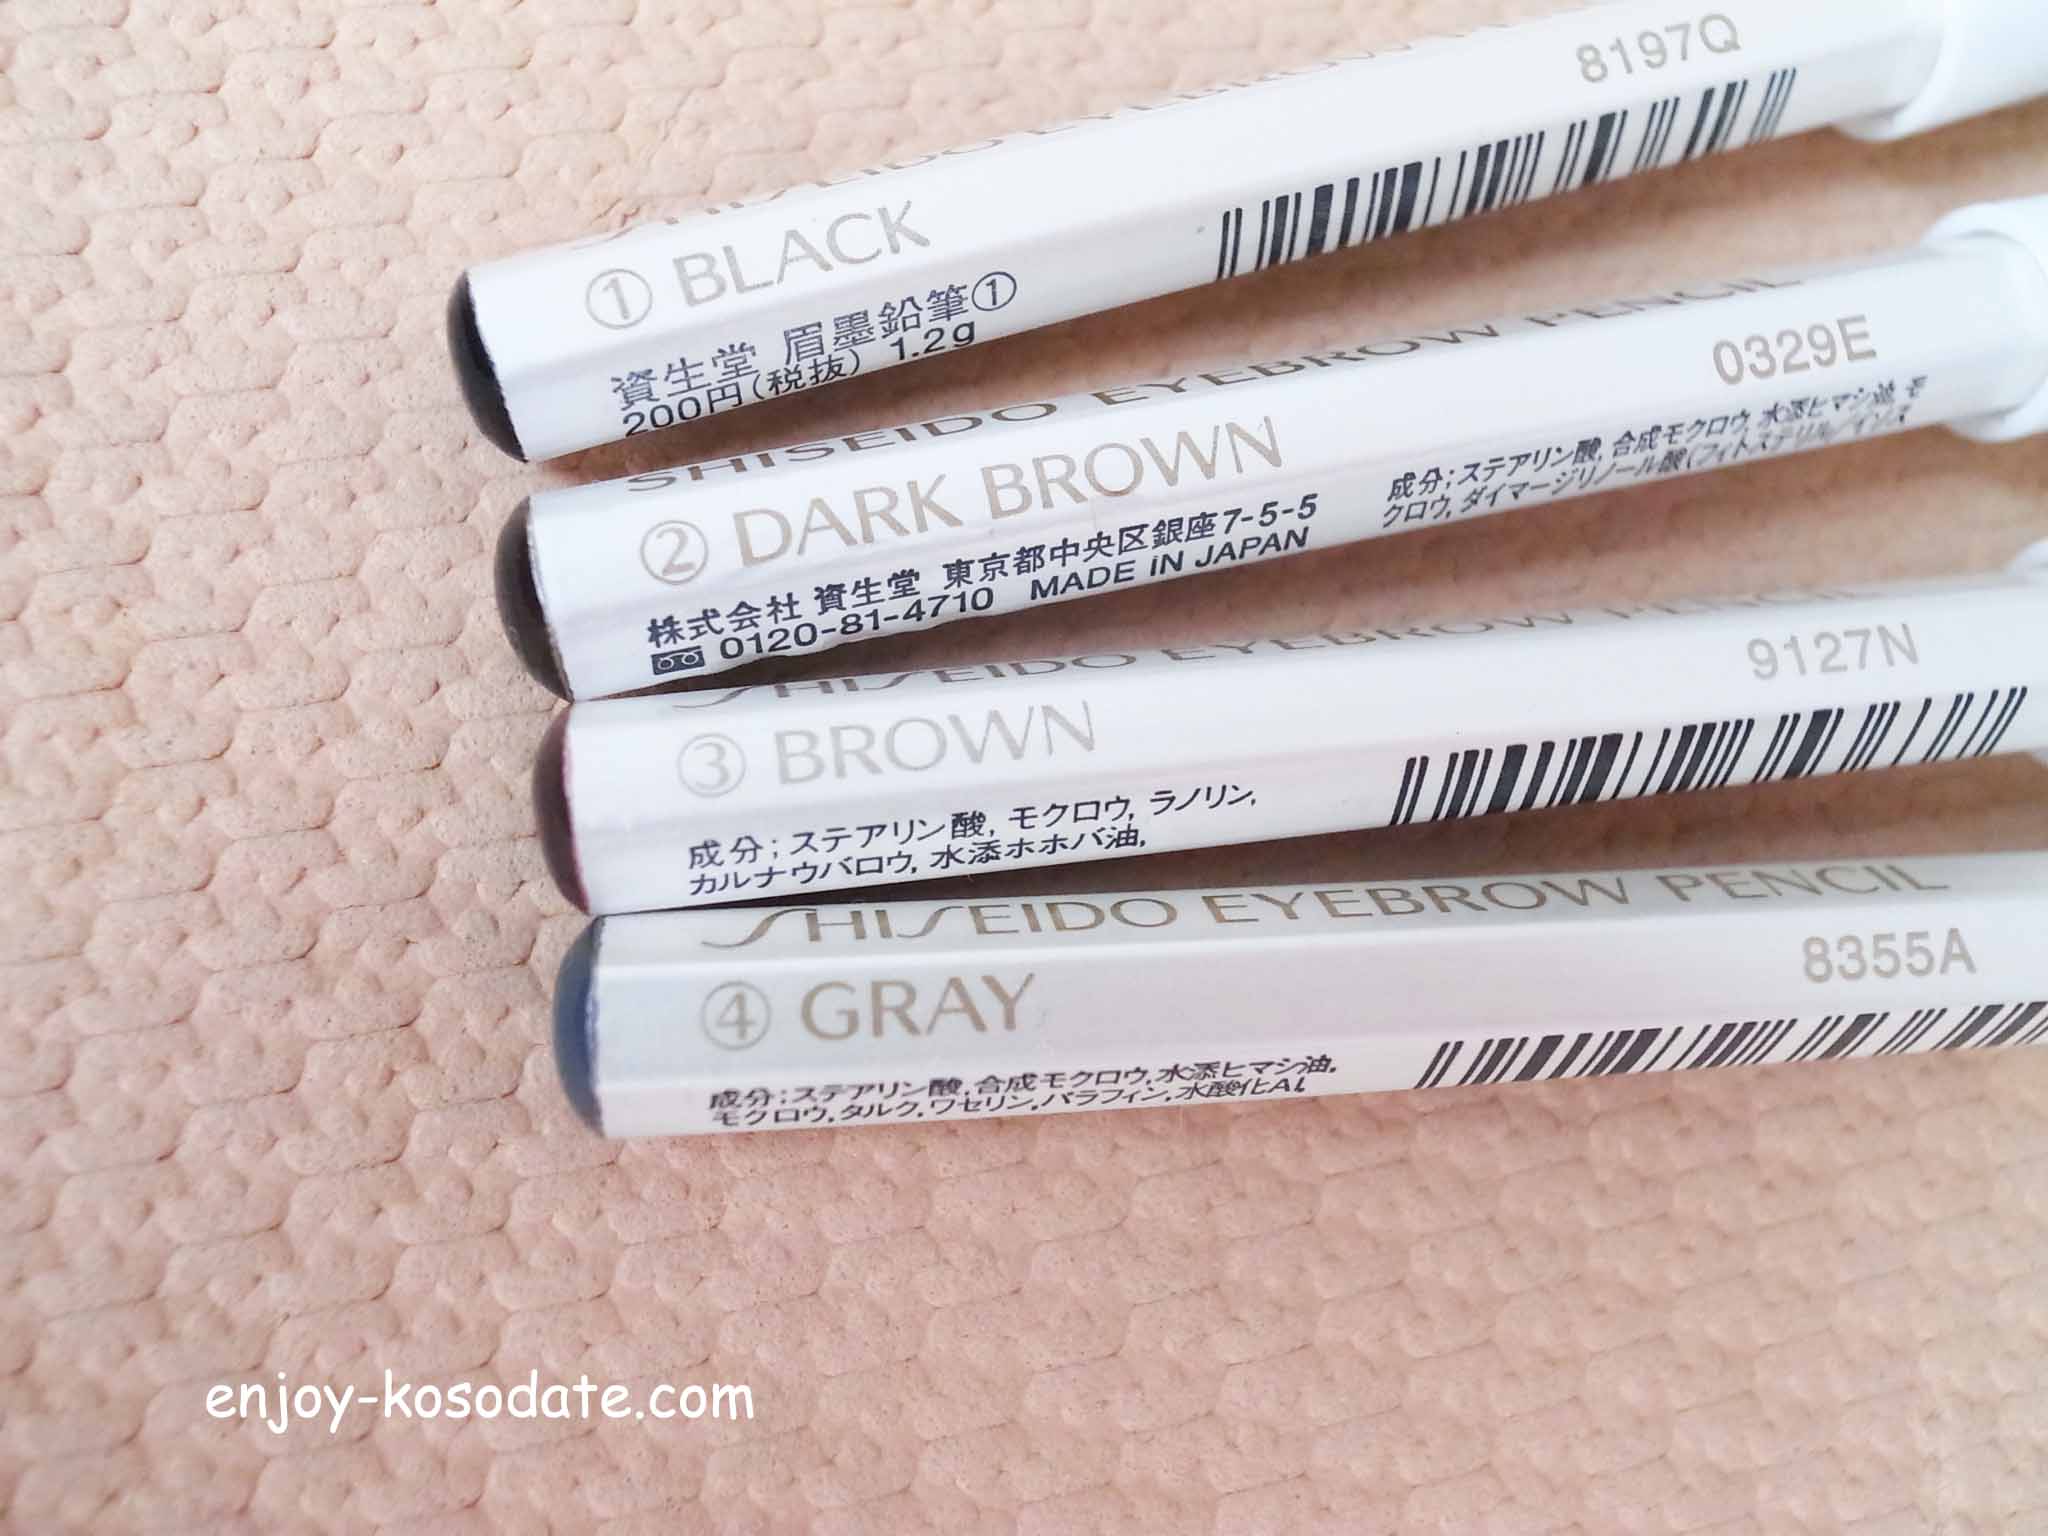 SHISEIDO EYEBROW
8197Q
① BLACK
資生堂 眉墨鉛筆①
200円(税抜) 1.2g
SHISEIDO EYEBROW PENCIL
0329E
② DARK BROWN
株式会社 資生堂 東京都中央区銀座7-5-5
0120-81-4710 MADE iN JAPAN
成分;ステアリン酸,合成モクロウ,水添ヒマシ油,モ
クロウ,ダイマージリノール酸(フィトステリル/イソス
SHISEIDO EYEBROW PENCIL
9127N
③ BROWN
成分;ステアリン酸, モクロウ, ラノリン,
カルナウバロウ, 水添ホホバ油,
SHISEIDO EYEBROW PENCIL
8355A
④ GRAY
成分;ステアリン酸,合成モクロウ,水添ヒマシ油,
モクロウ,タルク,ワセリン,パラフィン,水酸化Al
enjoy-kosodate.com